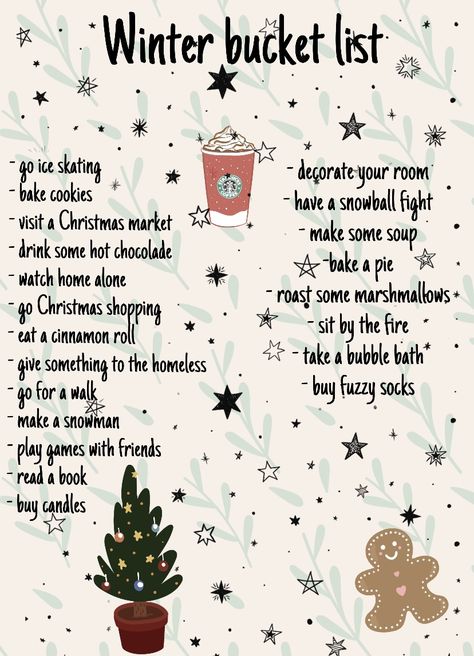 Winter bucket list
- go ice skating
- bake cookies
- visit a Christmas market
- drink some hot chocolade
- watch home alone
- go Christmas shopping
- eat a cinnamon roll
- give something to the homeless
- go for a walk
- make a snowman
- play games with friends
- read a book
- buy candles
- decorate your room
- have a snowball fight
- make some soup
- bake a pie
- roast some marshmallows
- sit by the fire
- take a bubble bath
- buy fuzzy socks